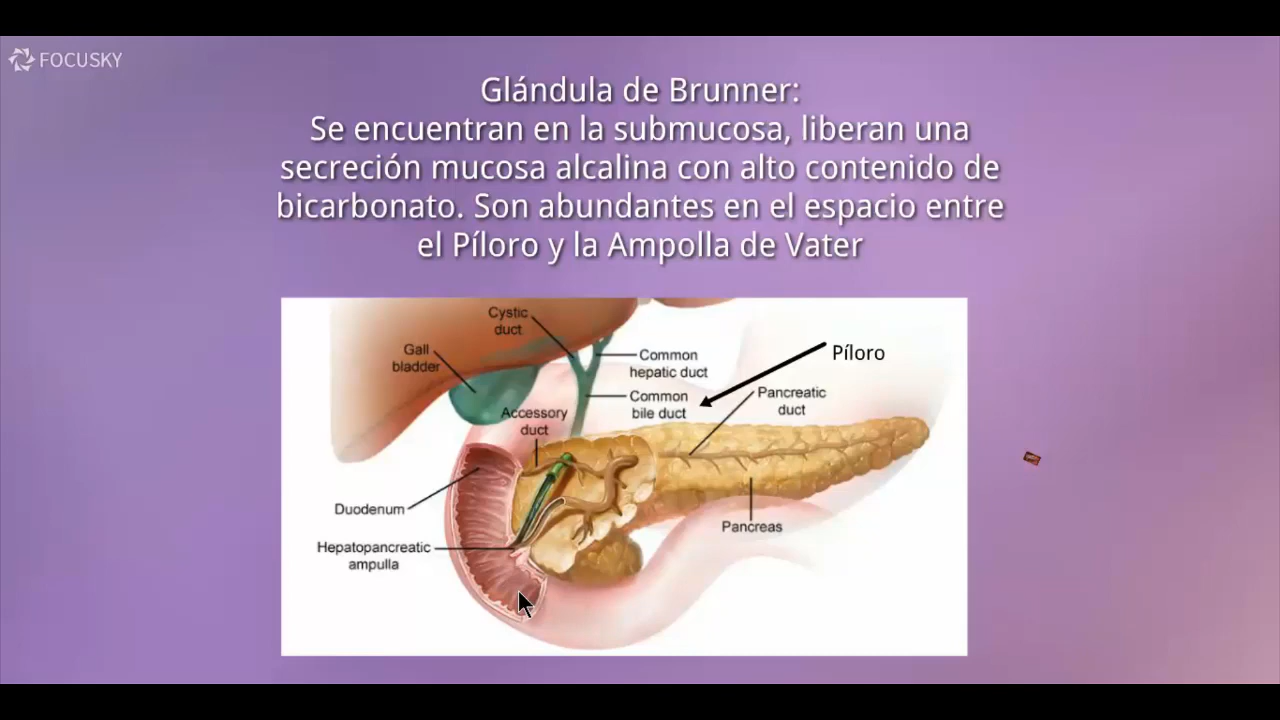 FOCUSKY
Glándula de Brunner:
Se encuentran en la submucosa, liberan una
secreción mucosa alcalina con alto contenido de
bicarbonato. Son abundantes en el espacio entre
el Píloro y la Ampolla de Vater
Cystic
duct
Gall
bladder
Common
hepatic duct
Píloro
Common
bile duct
Pancreatic
duct
Accessory
duct
Duodenum
Pancreas
Hepatopancreatic
ampulla